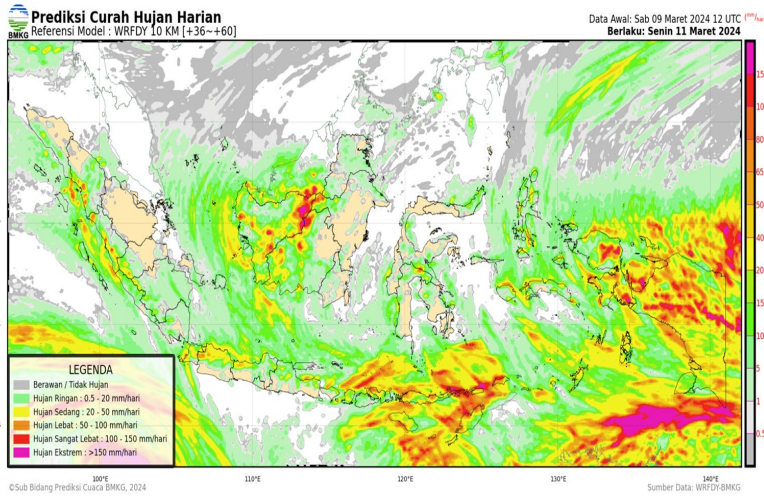 Prediksi Curah Hujan Harian
Referensi Model : WRFDY 10 KM [+36~+60]
BMKG
Data Awal: Sab 09 Maret 2024 12 UTC
Berlaku: Senin 11 Maret 2024
15
10
80
65
50
40
20
15
10
5
1
0.5
LEGENDA
Berawan / Tidak Hujan
Hujan Ringan : 0.5 - 20 mm/hari
Hujan Sedang : 20 - 50 mm/hari
Hujan Lebat : 50 - 100 mm/hari
Hujan Sangat Lebat : 100 - 150 mm/hari
Hujan Ekstrem : >150 mm/hari
100°E
110°E
120°E
130°E
140°E
©Sub Bidang Prediksi Cuaca BMKG, 2024
Sumber Data: WRFDY-BMKG